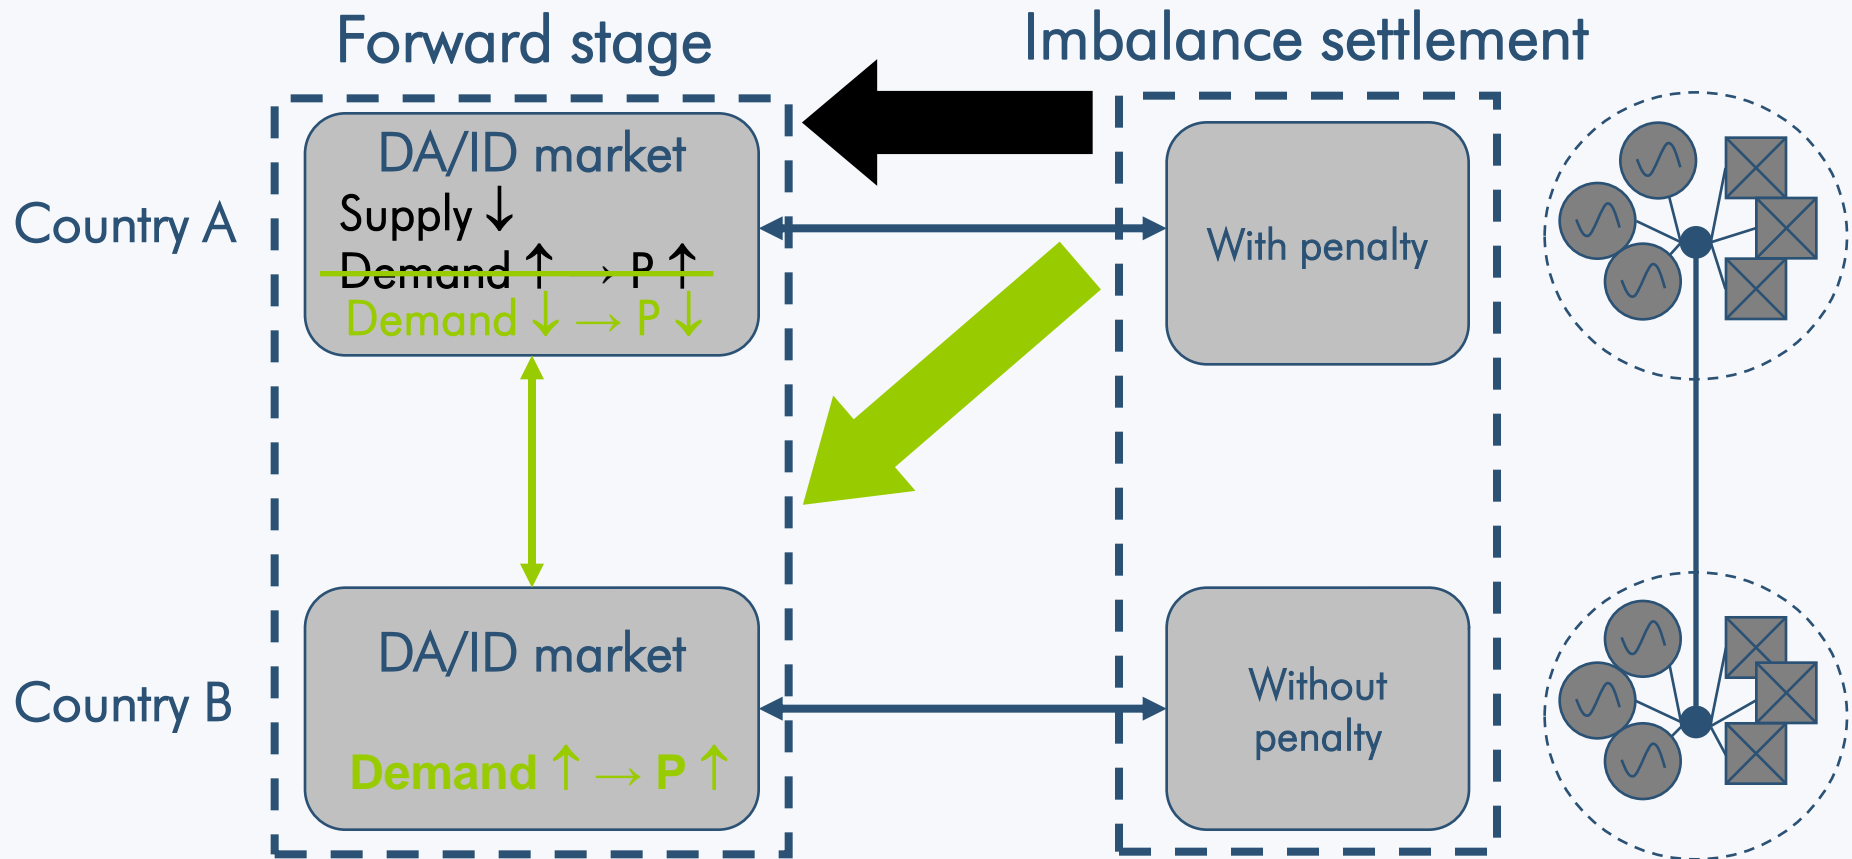 Forward stage
Imbalance settlement
Country A
DA/ID market
Supply ↓
Demand ↑ → P ↑
Demand ↓ → P ↓
With penalty
Country B
DA/ID market
Demand ↑ → P ↑
Without
penalty